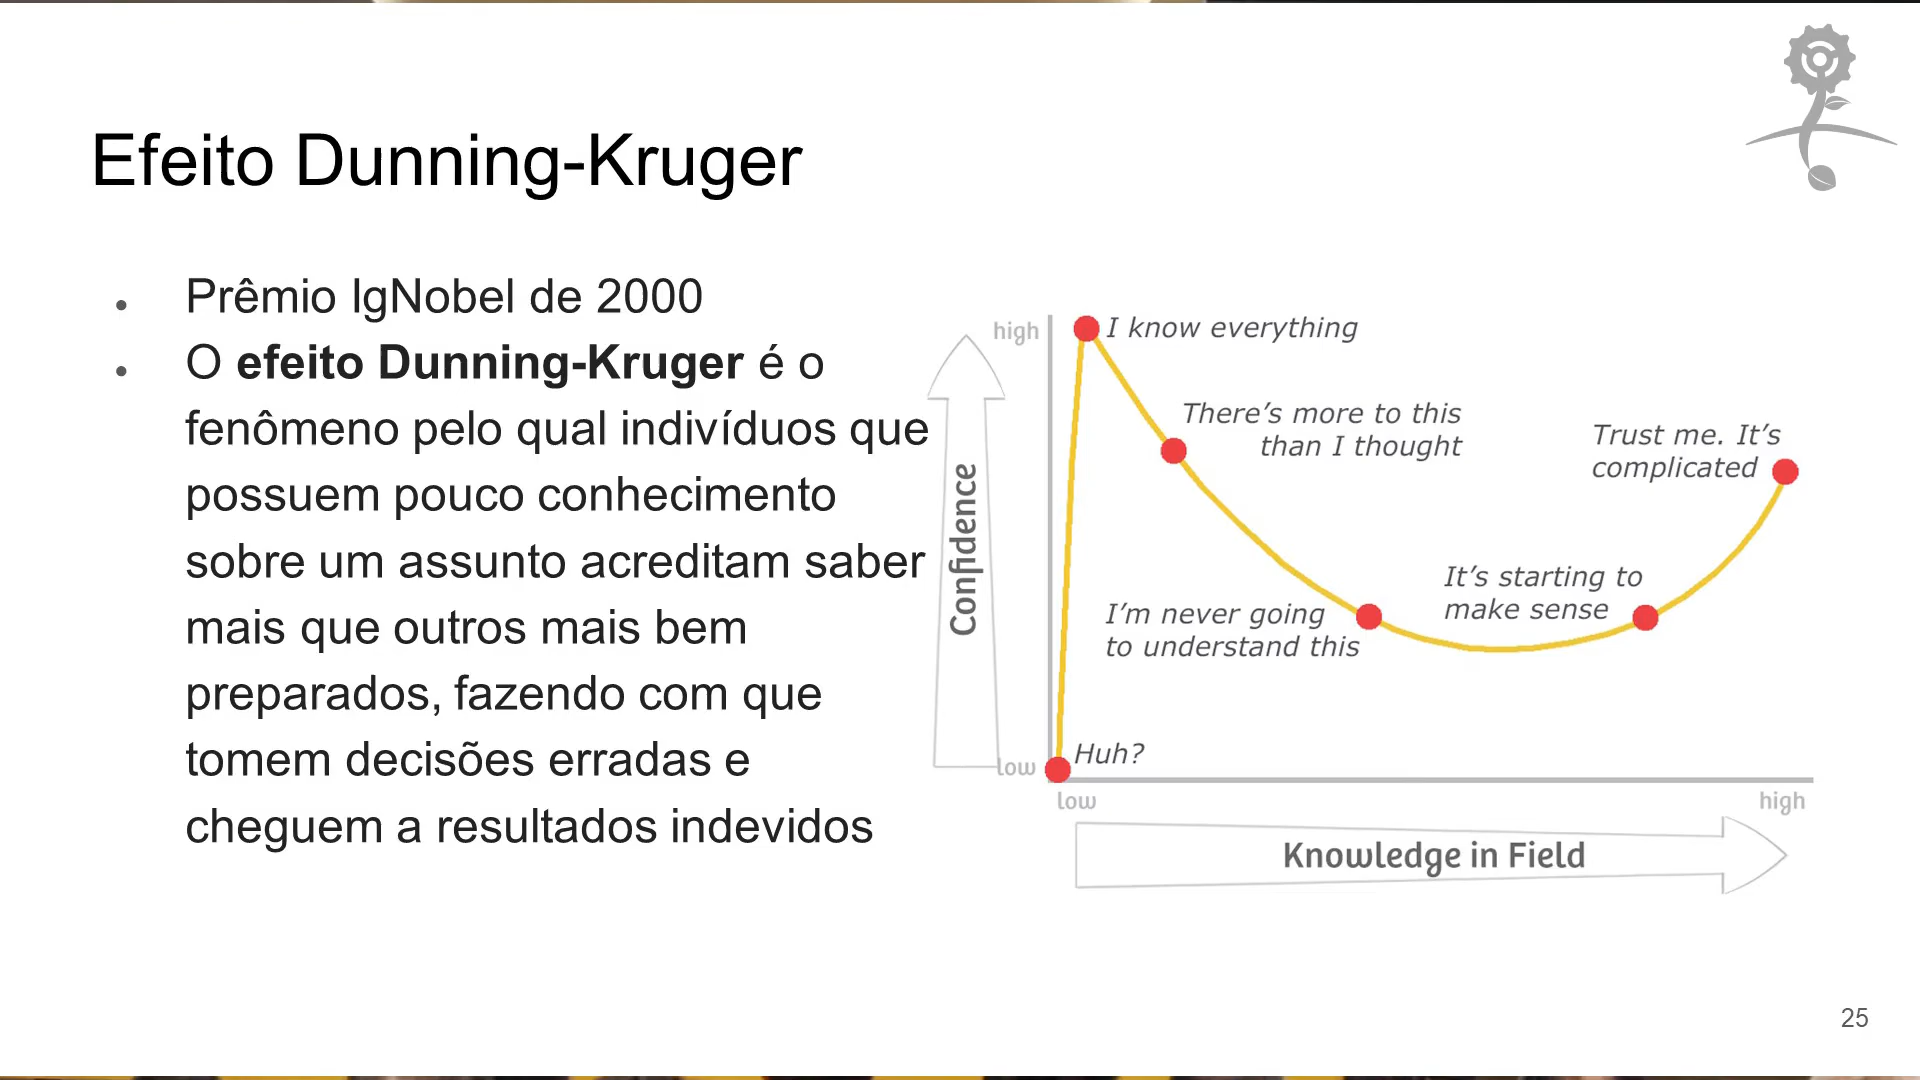 Efeito Dunning-Kruger
Prêmio IgNobel de 2000
O efeito Dunning-Kruger é o
fenômeno pelo qual indivíduos que
possuem pouco conhecimento
sobre um assunto acreditam saber
mais que outros mais bem
preparados, fazendo com que
tomem decisões erradas e
cheguem a resultados indevidos
high
I know everything
There's more to this
than I thought
Trust me. It's
complicated
Confidence
It's starting to
make sense
I'm never going
to understand this
Huh?
low
low
high
Knowledge in Field
25